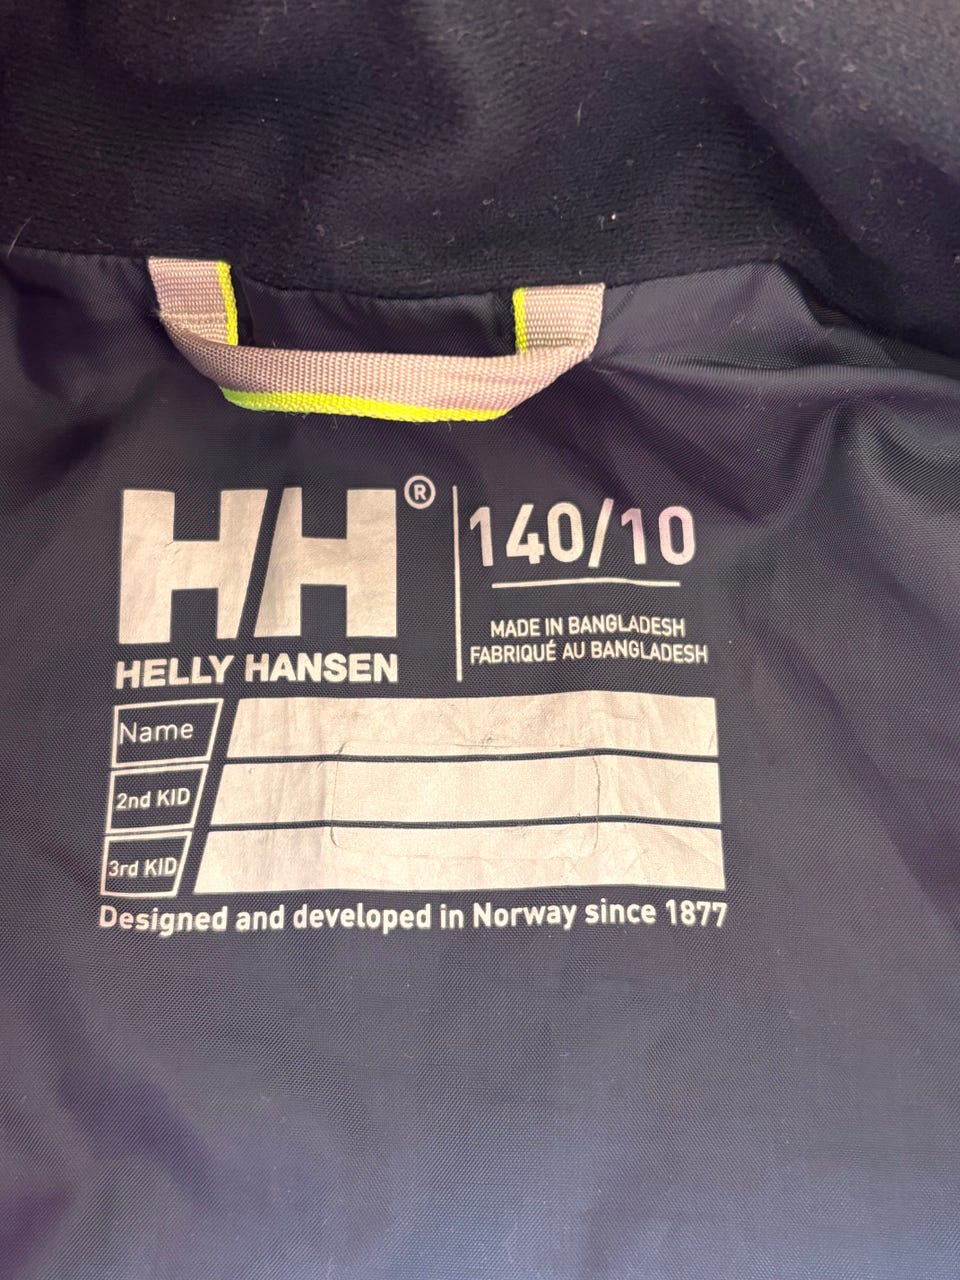 HH®
HELLY HANSEN
140/10
MADE IN BANGLADESH
FABRIQUÉ AU BANGLADESH
Name
2nd KID
3rd KID
Designed and developed in Norway since 1877